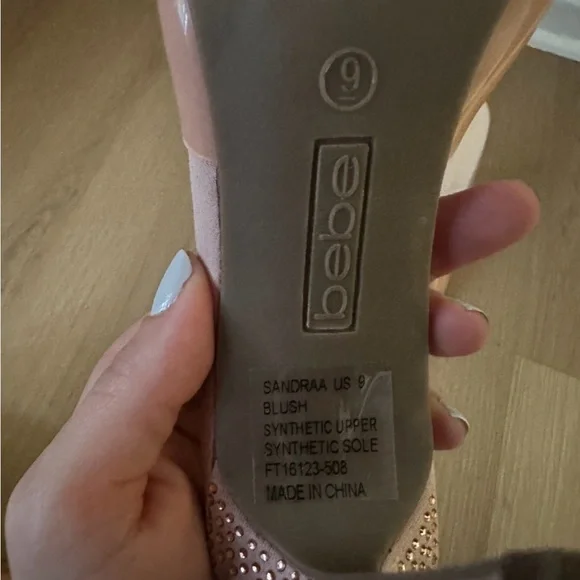 9
bebe
SANDRAA US 9
BLUSH
SYNTHETIC UPPER
SYNTHETIC SOLE
FT16123-508
MADE IN CHINA